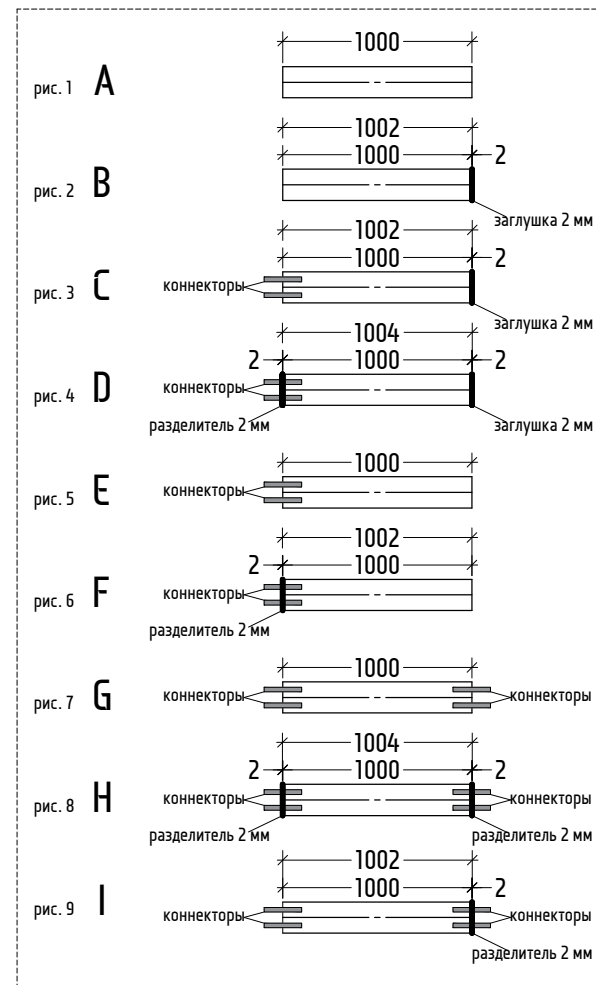 1000
рис. 1 A
1002
1000 2
рис. 2 B
заглушка 2 мм
1002
1000 2
рис. 3 C коннекторы
заглушка 2 мм
1004
2 1000 2
рис. 4 D коннекторы
разделитель 2 мм заглушка 2 мм
1000
рис. 5 E коннекторы
1002
2 1000
рис. 6 F коннекторы
разделитель 2 мм
1000
рис. 7 G коннекторы коннекторы
1004
2 1000 2
рис. 8 H коннекторы коннекторы
разделитель 2 мм разделитель 2 мм
1002
1000 2
рис. 9 I коннекторы коннекторы
разделитель 2 мм